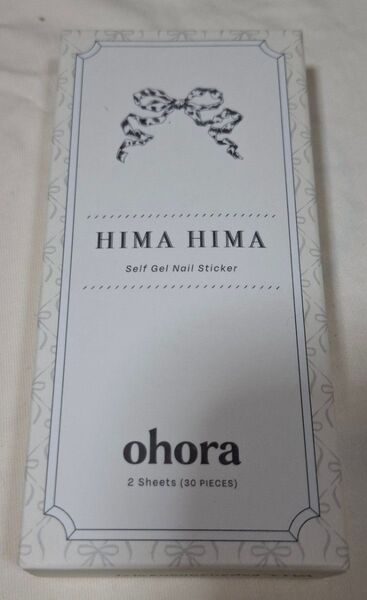 HIMA HIMA
Self Gel Nail Sticker
ohora
2 Sheets (30 PIECES)